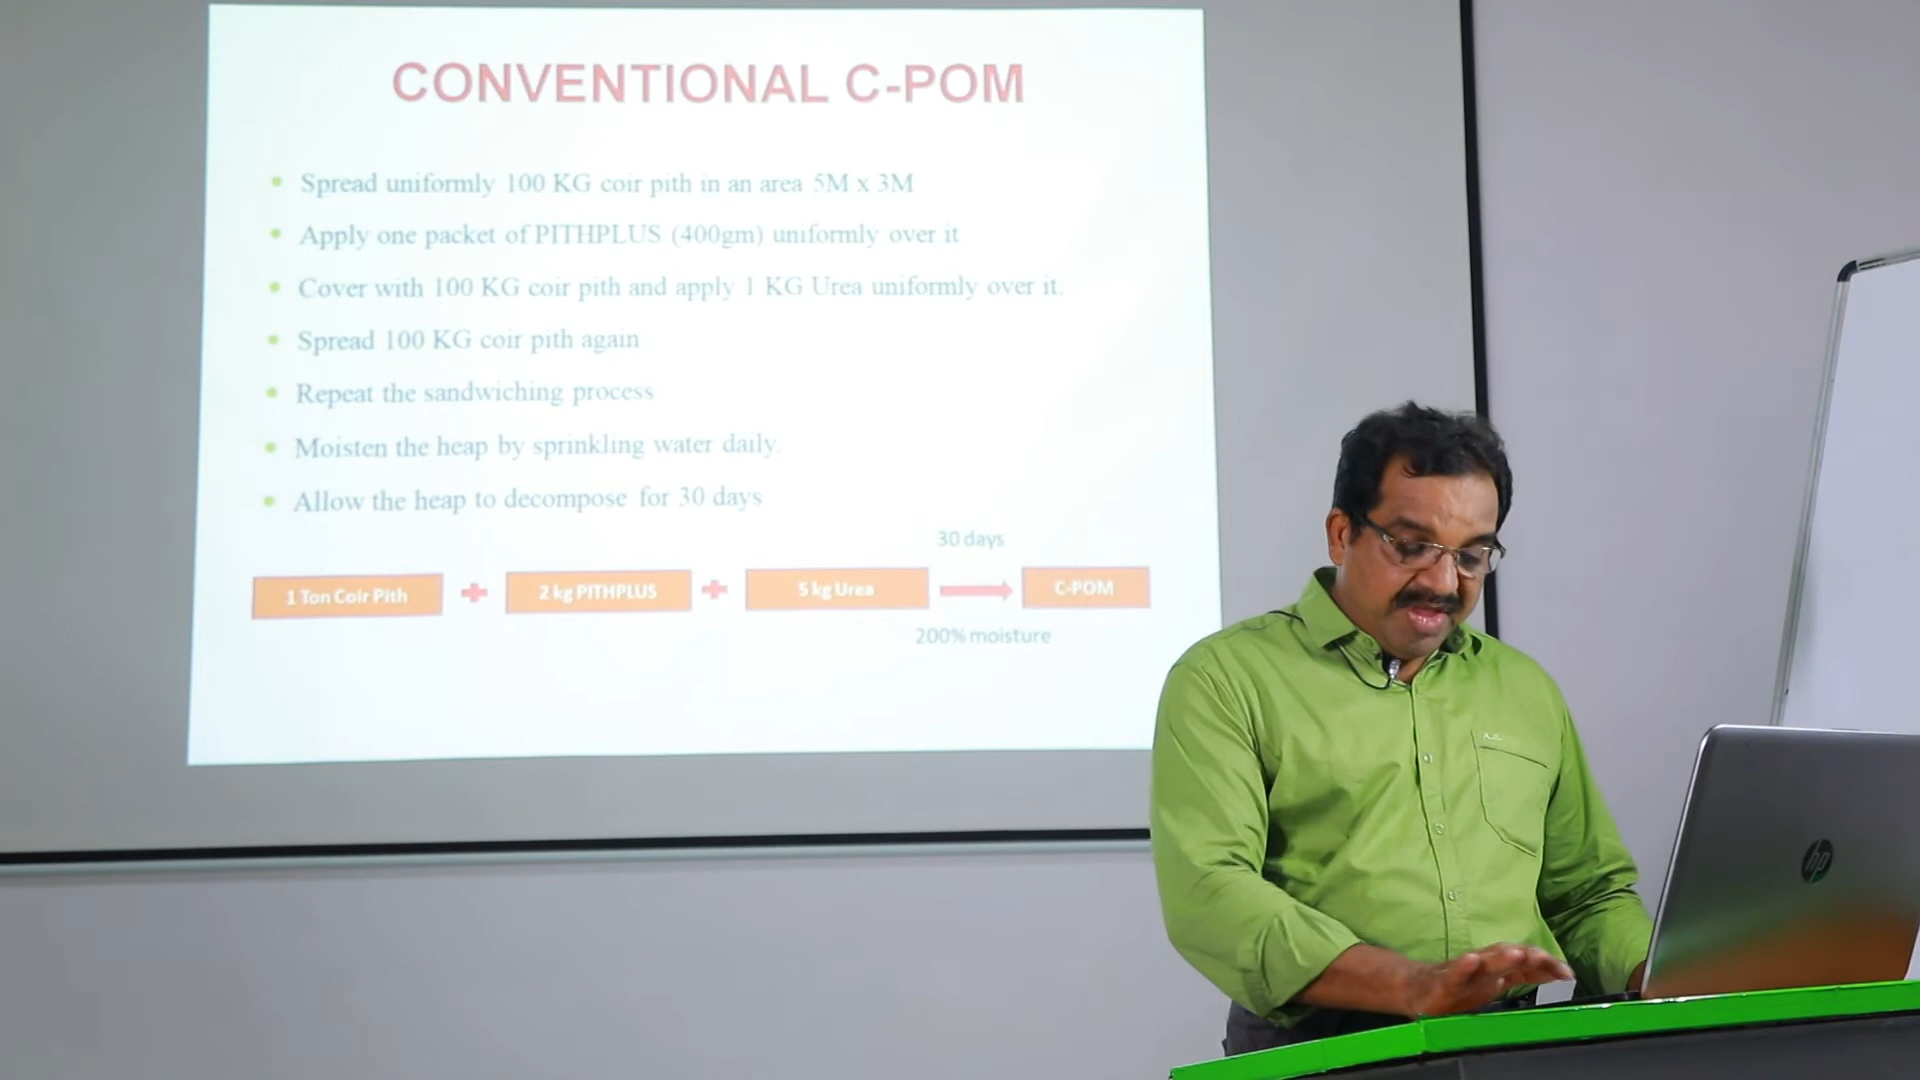 CONVENTIONAL C-POM
Spread uniformly 100 KG coir pith in an area 5M x 3M
Apply one packet of PITHPLUS (400gm) uniformly over it
Cover with 100 KG coir pith and apply 1 KG Urea uniformly over it.
Spread 100 KG coir pith again
Repeat the sandwiching process
Moisten the heap by sprinkling water daily.
Allow the heap to decompose for 30 days
30 days
1 Ton Coir Pith + 2 kg PITHPLUS + 5 kg Urea C-POM
200% moisture
hp